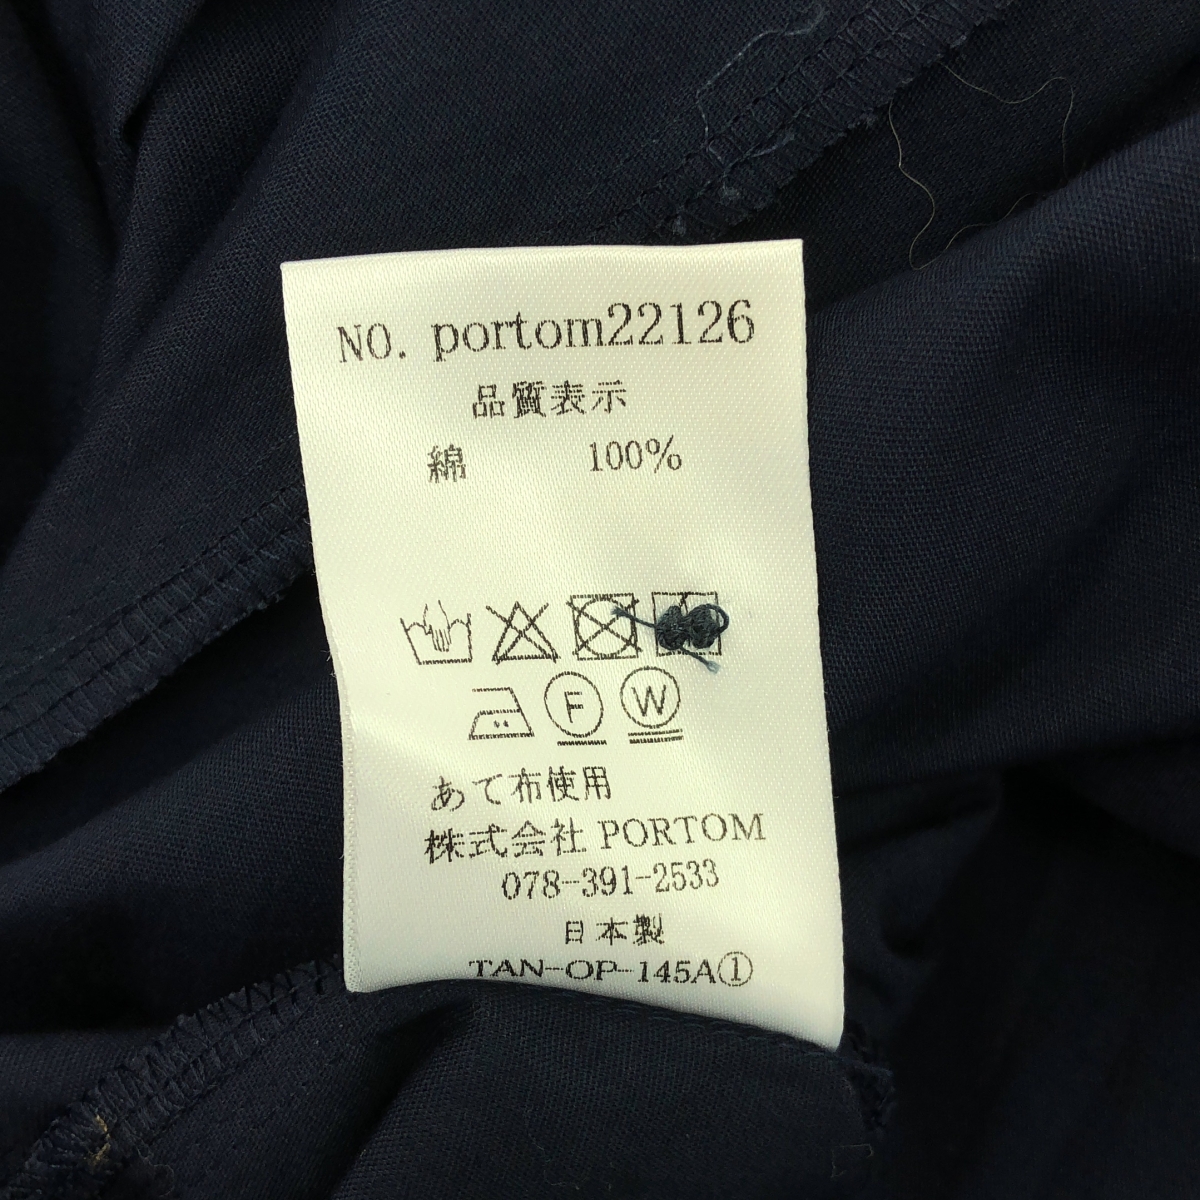 NO. portom22126
品質表示
綿 100%
F W
あて布使用
株式会社 PORTOM
078-391-2533
日本製
TAN-OP-145A①